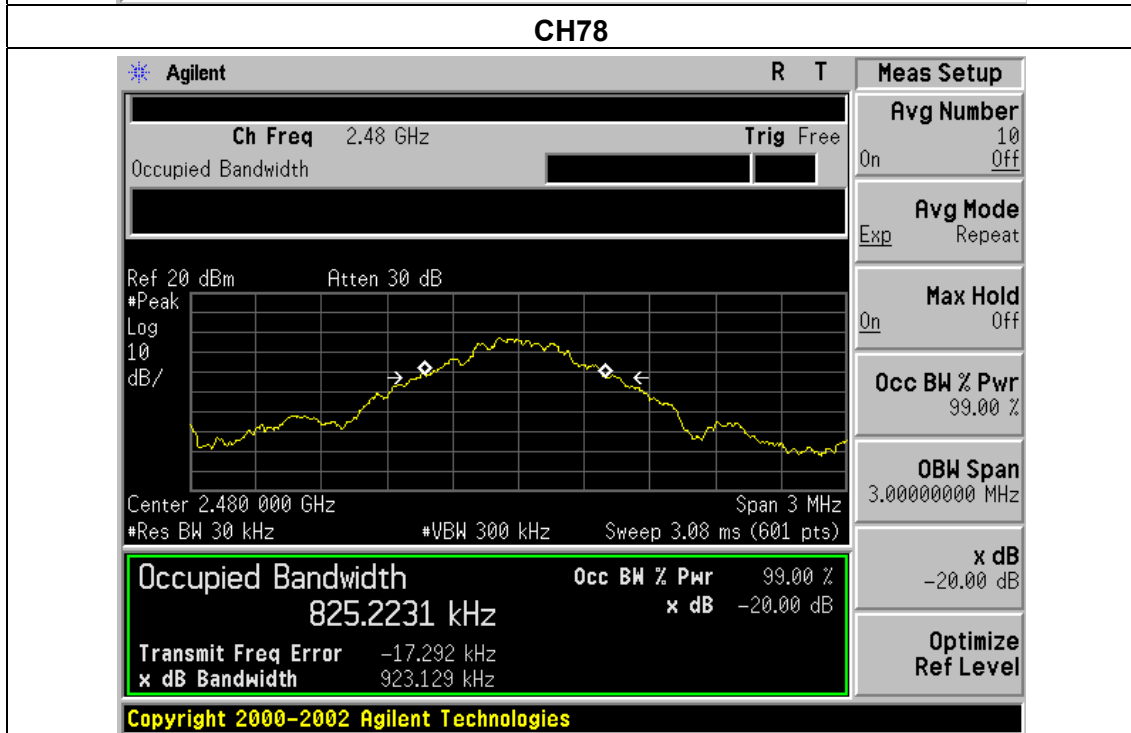 CH78
Agilent R T Meas Setup
Ch Freq 2.48 GHz Trig Free
Occupied Bandwidth
Avg Number
10
On Off
Avg Mode
Exp Repeat
Max Hold
On Off
Occ BW % Pwr
99.00 %
OBW Span
3.00000000 MHz
x dB
-20.00 dB
Optimize
Ref Level
Ref 20 dBm Atten 30 dB
#Peak
Log
10
dB/
Center 2.480 000 GHz Span 3 MHz
#Res BW 30 kHz #VBW 300 kHz Sweep 3.08 ms (601 pts)
Occupied Bandwidth Occ BW % Pwr 99.00 %
825.2231 kHz x dB -20.00 dB
Transmit Freq Error -17.292 kHz
x dB Bandwidth 923.129 kHz
Copyright 2000-2002 Agilent Technologies